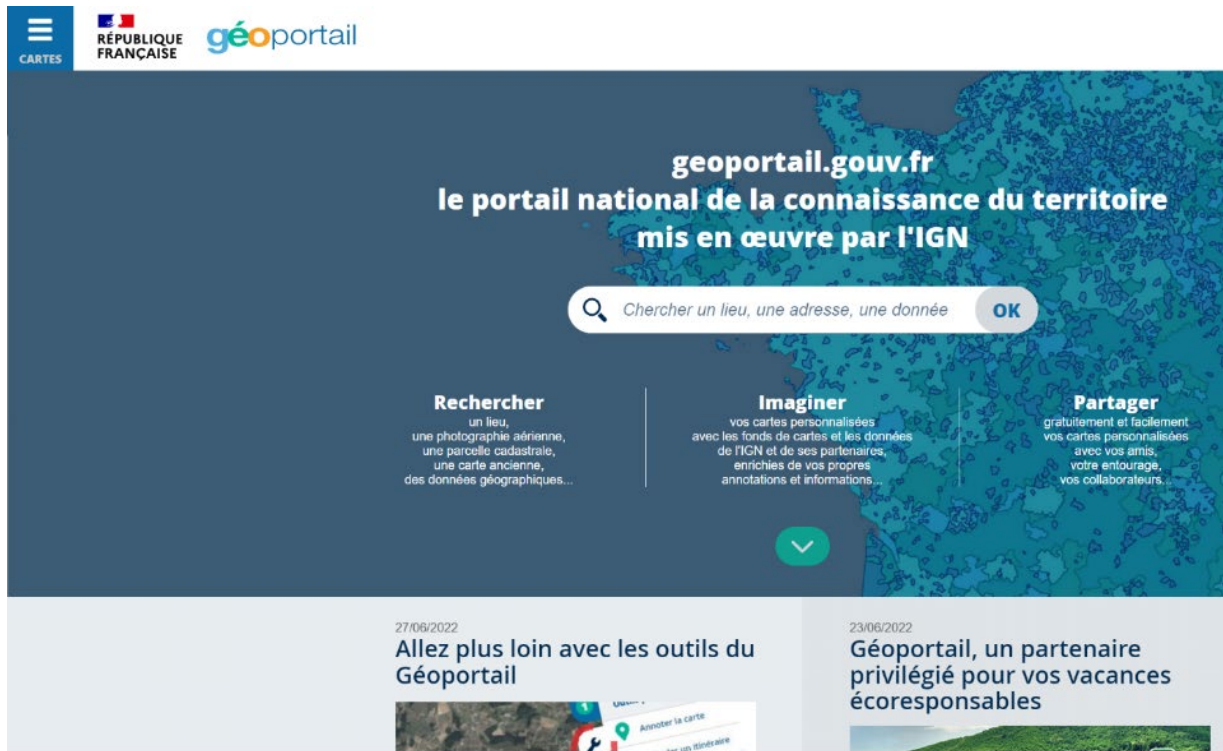 CARTES
RÉPUBLIQUE
FRANÇAISE
géoportail
geoportail.gouv.fr
le portail national de la connaissance du territoire
mis en œuvre par l'IGN
Chercher un lieu, une adresse, une donnée
OK
Rechercher
un lieu,
une photographie aérienne,
une parcelle cadastrale,
une carte ancienne,
des données géographiques...
Imaginer
vos cartes personnalisées
avec les fonds de cartes et les données
de l'IGN et de ses partenaires,
enrichies de vos propres
annotations et informations...
Partager
gratuitement et facilement
vos cartes personnalisées
avec vos amis,
votre entourage,
vos collaborateurs...
27/06/2022
Allez plus loin avec les outils du
Géoportail
1
Annoter la carte
un itinéraire
23/06/2022
Géoportail, un partenaire
privilégié pour vos vacances
écoresponsables